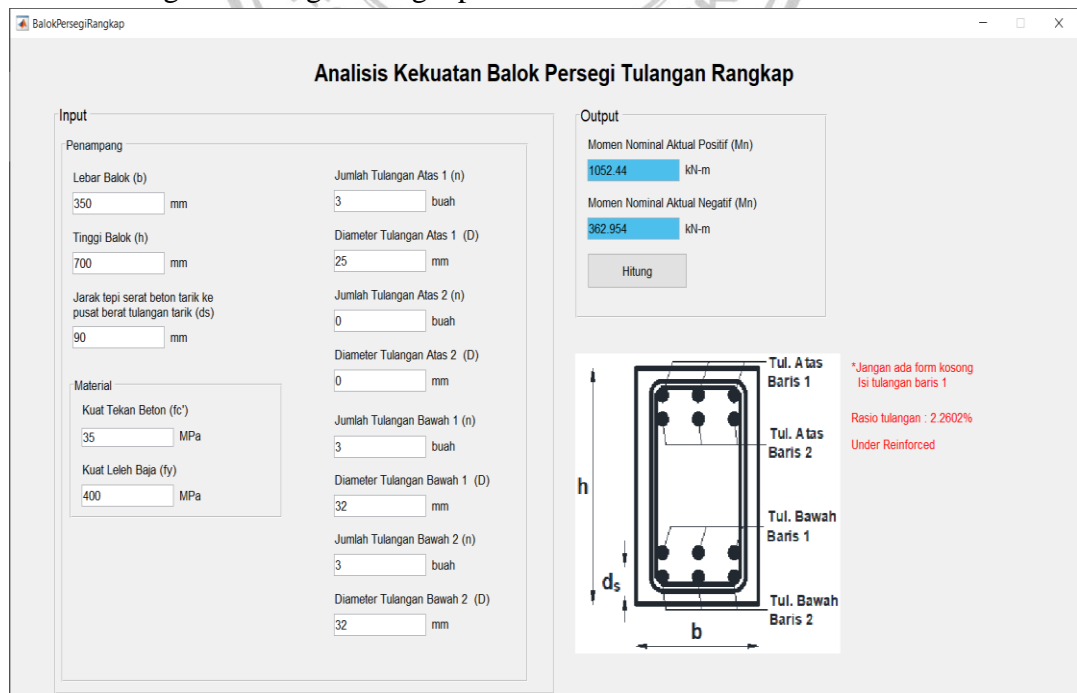 BalokPersegiRangkap
Analisis Kekuatan Balok Persegi Tulangan Rangkap
Input
Penampang
Lebar Balok (b)
350 mm
Tinggi Balok (h)
700 mm
Jarak tepi serat beton tarik ke
pusat berat tulangan tarik (ds)
90 mm
Material
Kuat Tekan Beton (fc')
35 MPa
Kuat Leleh Baja (fy)
400 MPa
Jumlah Tulangan Atas 1 (n)
3 buah
Diameter Tulangan Atas 1 (D)
25 mm
Jumlah Tulangan Atas 2 (n)
0 buah
Diameter Tulangan Atas 2 (D)
0 mm
Jumlah Tulangan Bawah 1 (n)
3 buah
Diameter Tulangan Bawah 1 (D)
32 mm
Jumlah Tulangan Bawah 2 (n)
3 buah
Diameter Tulangan Bawah 2 (D)
32 mm
Output
Momen Nominal Aktual Positif (Mn)
1052.44 kN-m
Momen Nominal Aktual Negatif (Mn)
362.954 kN-m
Hitung
Tul. Atas
Baris 1
Tul. Atas
Baris 2
h
Tul. Bawah
Baris 1
ds
Tul. Bawah
Baris 2
b
*Jangan ada form kosong
Isi tulangan baris 1
Rasio tulangan : 2.2602%
Under Reinforced